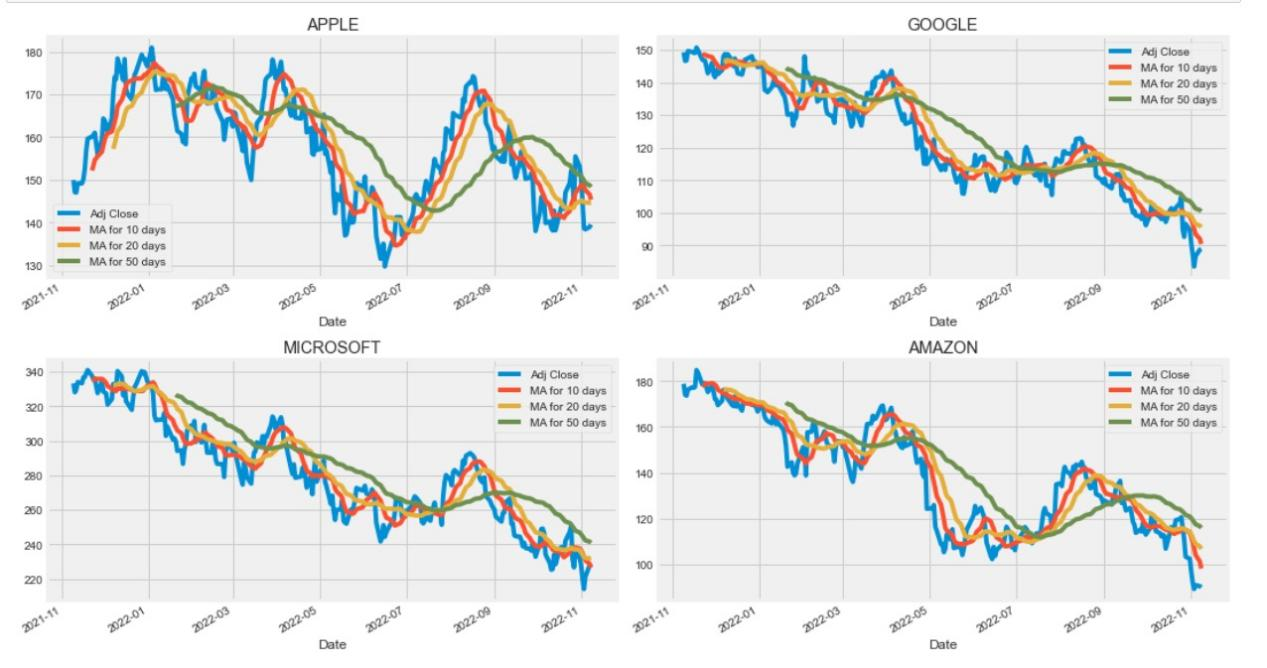 APPLE
180
170
160
150
140
130
Adj Close
MA for 10 days
MA for 20 days
MA for 50 days
2021-11
2022-01
2022-03
2022-05
2022-07
2022-09
2022-11
Date
GOOGLE
150
140
130
120
110
100
90
Adj Close
MA for 10 days
MA for 20 days
MA for 50 days
2021-11
2022-01
2022-03
2022-05
2022-07
2022-09
2022-11
Date
MICROSOFT
340
320
300
280
260
240
220
Adj Close
MA for 10 days
MA for 20 days
MA for 50 days
2021-11
2022-01
2022-03
2022-05
2022-07
2022-09
2022-11
Date
AMAZON
180
160
140
120
100
Adj Close
MA for 10 days
MA for 20 days
MA for 50 days
2021-11
2022-01
2022-03
2022-05
2022-07
2022-09
2022-11
Date